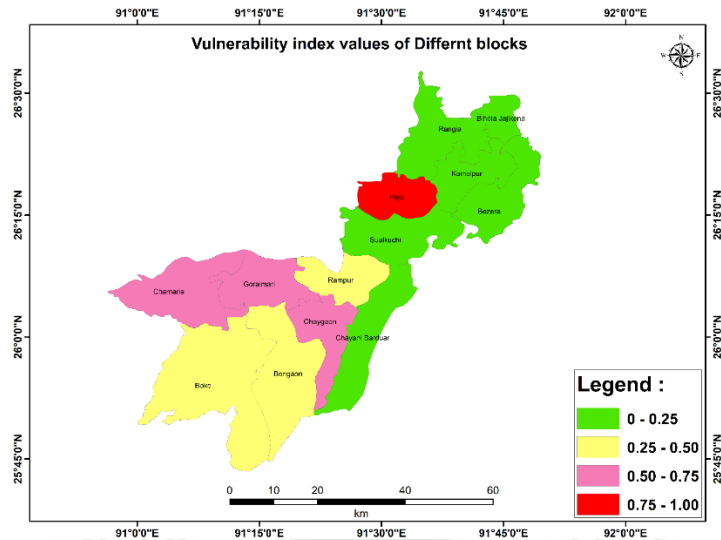 91°0'0"E 91°15'0"E 91°30'0"E 91°45'0"E 92°0'0"E
Vulnerability index values of Differnt blocks
N
W E
S
26°30'0"N
26°30'0"N
Bihdia Jajikona
Rangia
Kamalpur
Hajo
26°15'0"N
26°15'0"N
Bezera
Sualkuchi
Rampur
Goraimari
Chamaria
Chaygaon
26°0'0"N
26°0'0"N
Chayani Barduar
Boko
Bongaon
Legend :
0 - 0.25
0.25 - 0.50
0.50 - 0.75
0.75 - 1.00
25°45'0"N
25°45'0"N
0 10 20 40 60
km
91°0'0"E 91°15'0"E 91°30'0"E 91°45'0"E 92°0'0"E